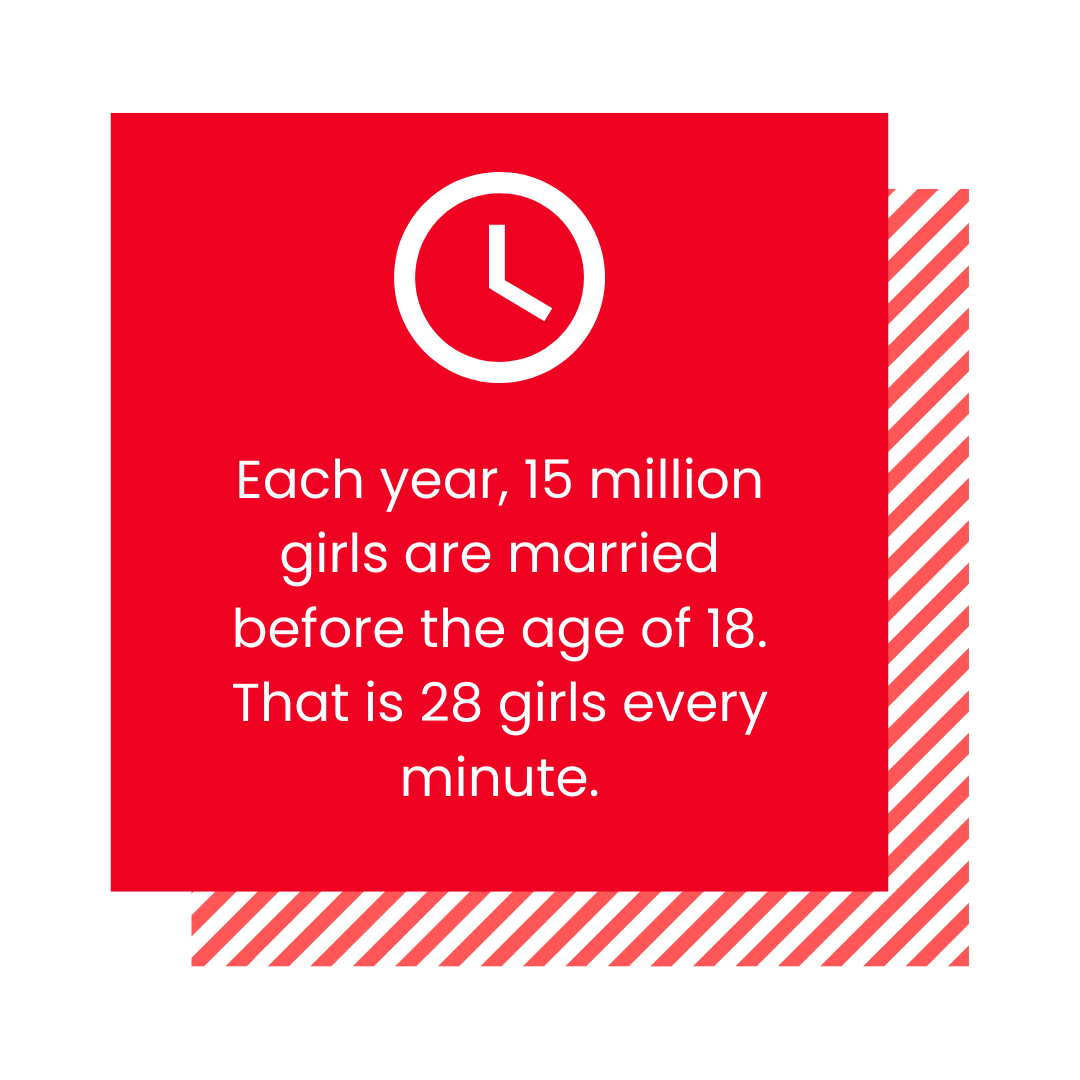 Each year, 15 million
girls are married
before the age of 18.
That is 28 girls every
minute.